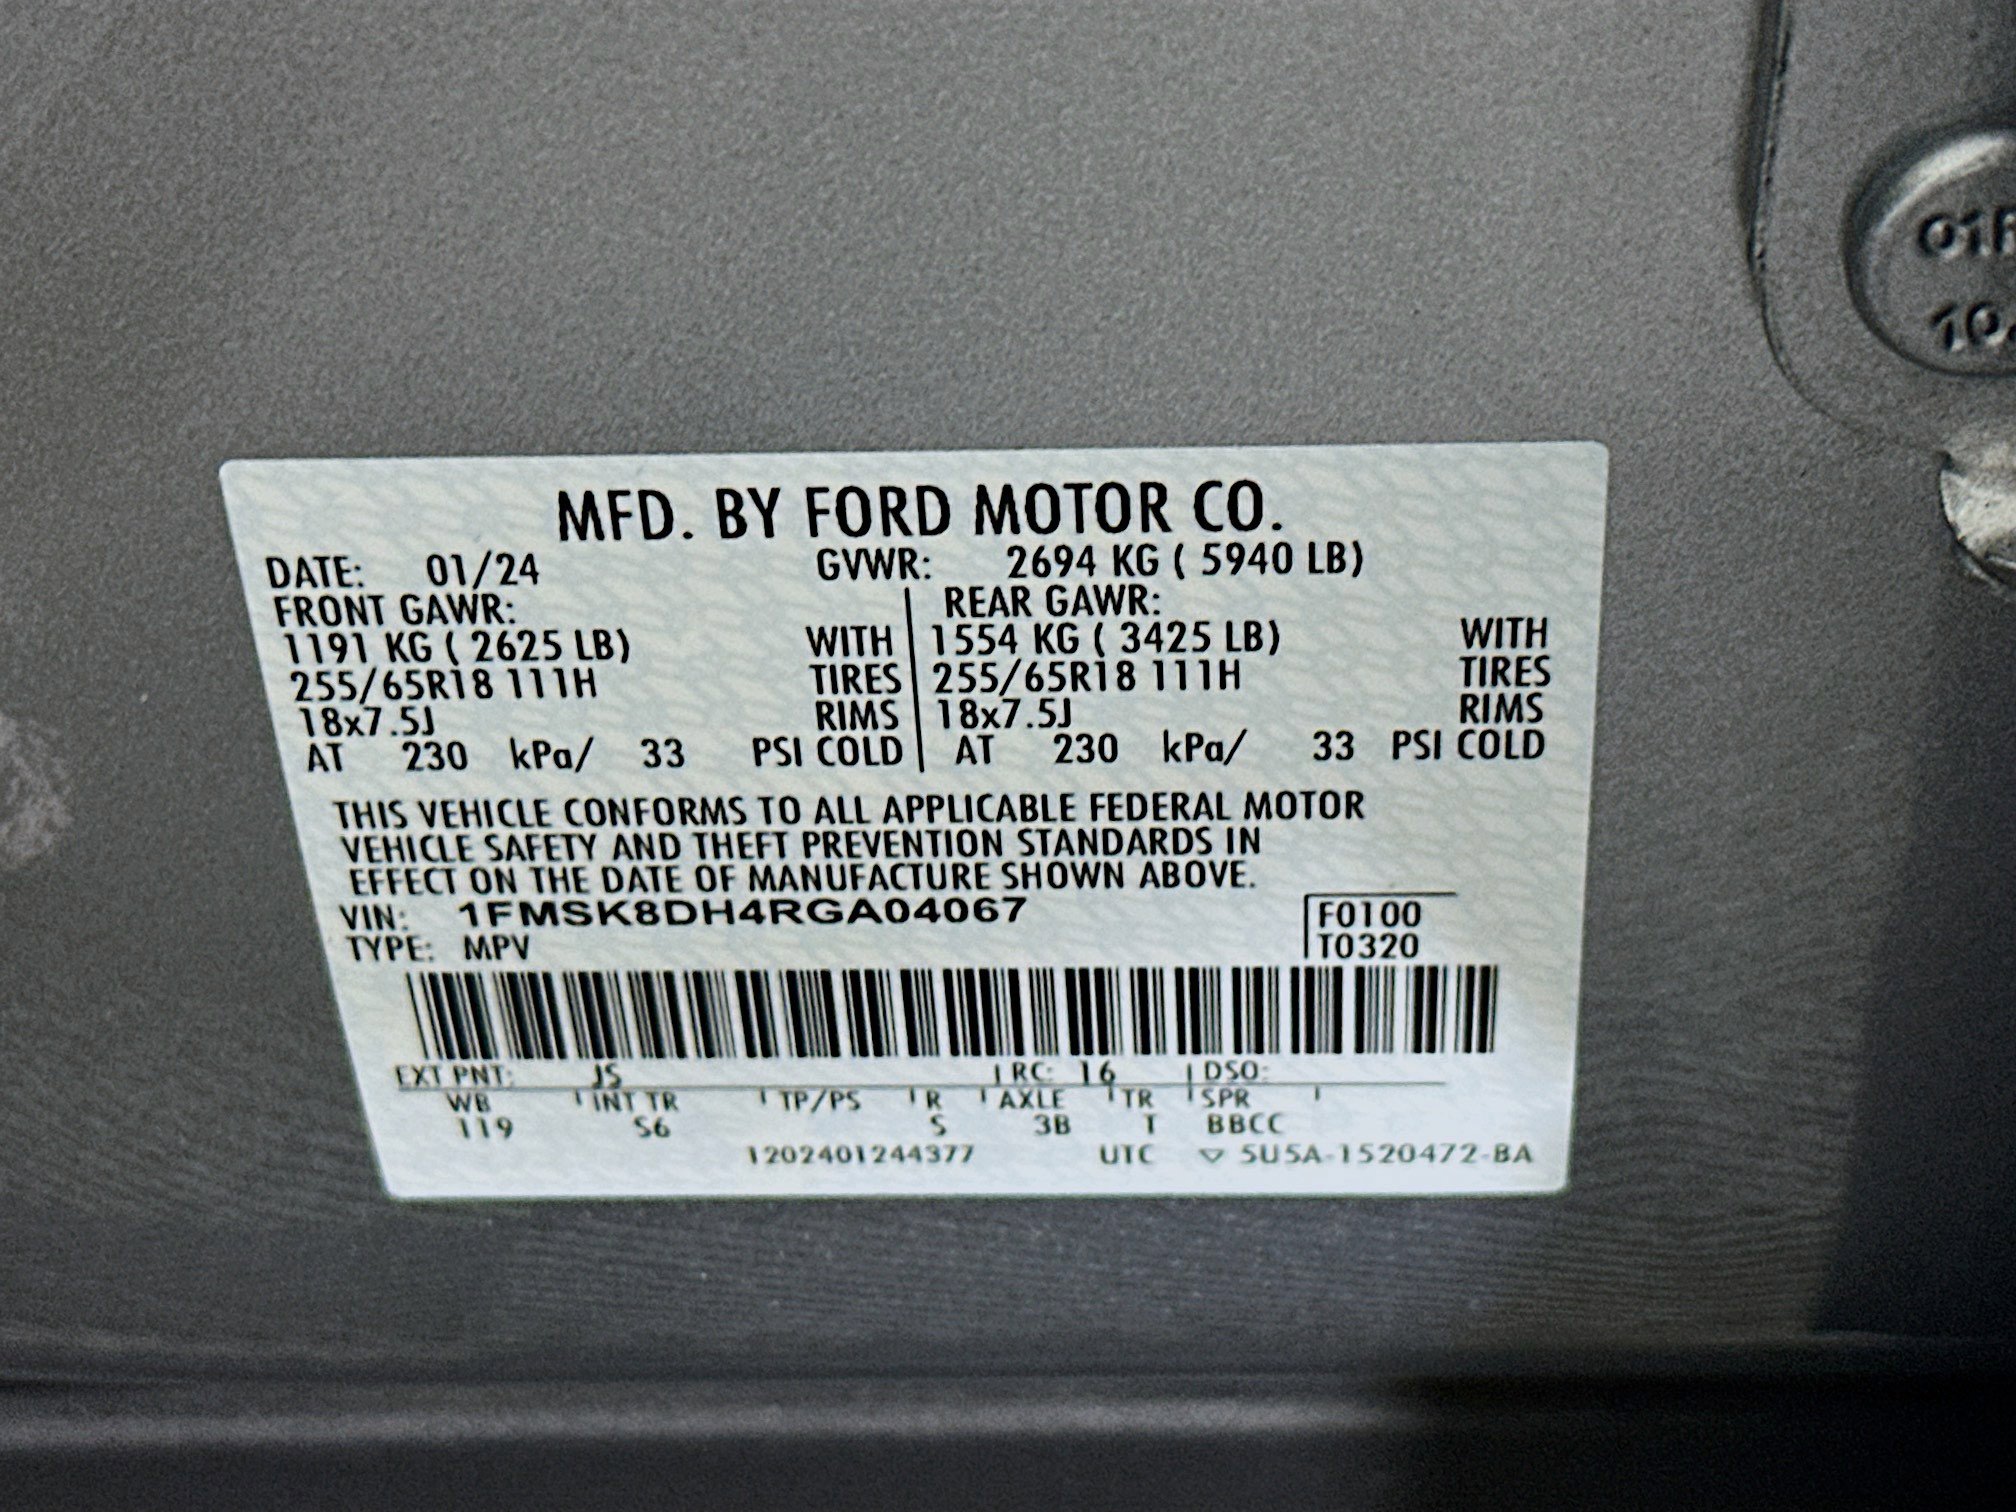 MFD. BY FORD MOTOR CO.
DATE: 01/24 GVWR: 2694 KG ( 5940 LB)
FRONT GAWR: REAR GAWR:
1191 KG ( 2625 LB) WITH 1554 KG ( 3425 LB) WITH
255/65R18 111H TIRES 255/65R18 111H TIRES
18x7.5J RIMS 18x7.5J RIMS
AT 230 kPa/ 33 PSI COLD AT 230 kPa/ 33 PSI COLD
THIS VEHICLE CONFORMS TO ALL APPLICABLE FEDERAL MOTOR
VEHICLE SAFETY AND THEFT PREVENTION STANDARDS IN
EFFECT ON THE DATE OF MANUFACTURE SHOWN ABOVE.
VIN: 1FMSK8DH4RGA04067 F0100
TYPE: MPV T0320
EXT PNT: JS RC: 16 DSO:
WB INT TR TP/PS R AXLE TR SPR
119 S6 S 3B T BBCC
1202401244377 UTC ▽ 5U5A-1520472-BA